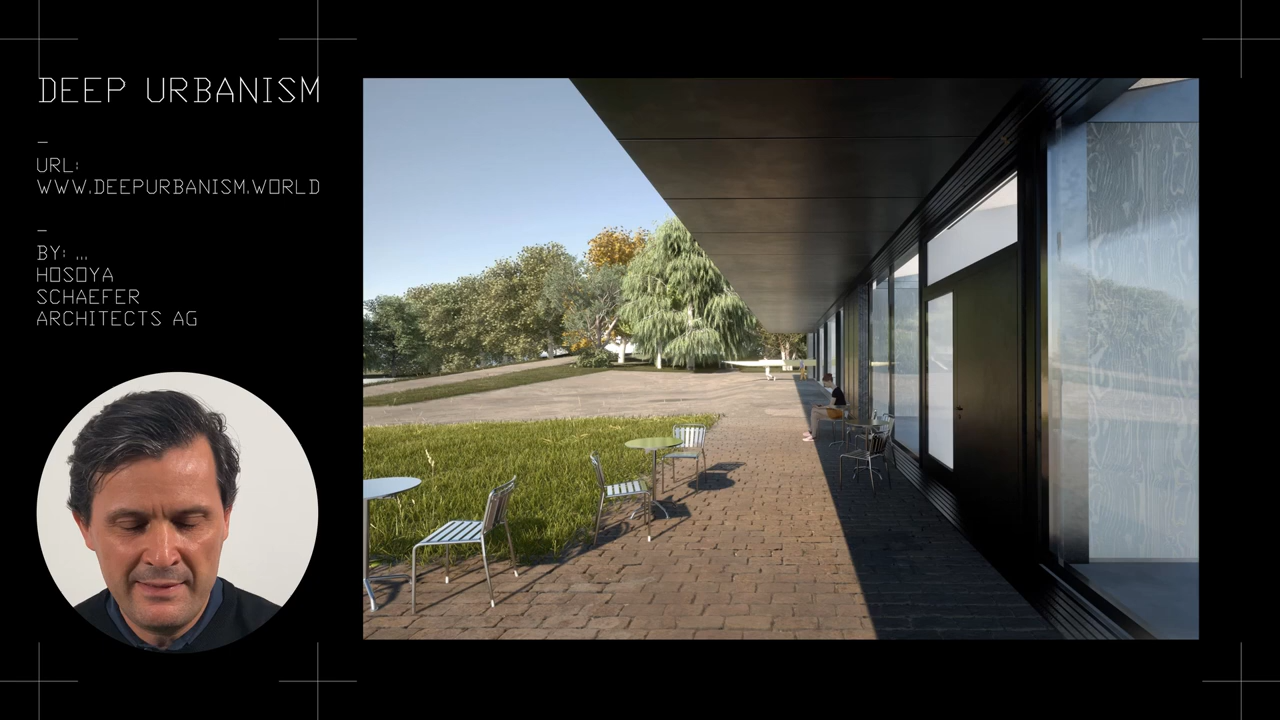 DEEP URBANISM
–
URL:
WWW.DEEPURBANISM.WORLD
–
BY: ...
HOSOYA
SCHAEFER
ARCHITECTS AG